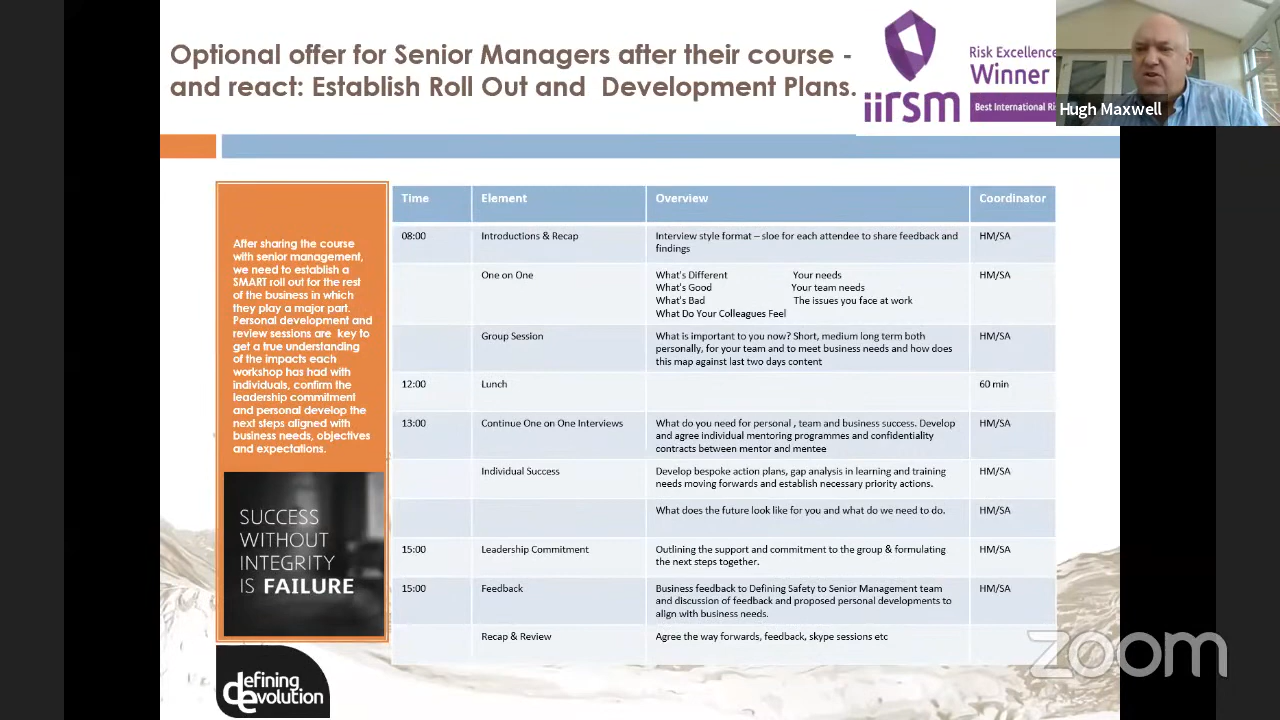 Optional offer for Senior Managers after their course -
and react: Establish Roll Out and Development Plans.
iirsm
Risk Excellence
Winner
Best International Ri
Hugh Maxwell
After sharing the course
with senior management,
we need to establish a
SMART roll out for the rest
of the business in which
they play a major part.
Personal development and
review sessions are key to
get a true understanding
of the impacts each
workshop has had with
individuals, confirm the
leadership commitment
and personal develop the
next steps aligned with
business needs, objectives
and expectations.
SUCCESS
WITHOUT
INTEGRITY
IS FAILURE
defining
evolution
Time Element Overview Coordinator
08:00 Introductions & Recap Interview style format – sloe for each attendee to share feedback and HM/SA
findings
One on One What's Different Your needs HM/SA
What's Good Your team needs
What's Bad The issues you face at work
What Do Your Colleagues Feel
Group Session What is important to you now? Short, medium long term both HM/SA
personally, for your team and to meet business needs and how does
this map against last two days content
12:00 Lunch 60 min
13:00 Continue One on One Interviews What do you need for personal , team and business success. Develop HM/SA
and agree individual mentoring programmes and confidentiality
contracts between mentor and mentee
Individual Success Develop bespoke action plans, gap analysis in learning and training HM/SA
needs moving forwards and establish necessary priority actions.
What does the future look like for you and what do we need to do. HM/SA
15:00 Leadership Commitment Outlining the support and commitment to the group & formulating HM/SA
the next steps together.
15:00 Feedback Business feedback to Defining Safety to Senior Management team HM/SA
and discussion of feedback and proposed personal developments to
align with business needs.
Recap & Review Agree the way forwards, feedback, skype sessions etc
zoom